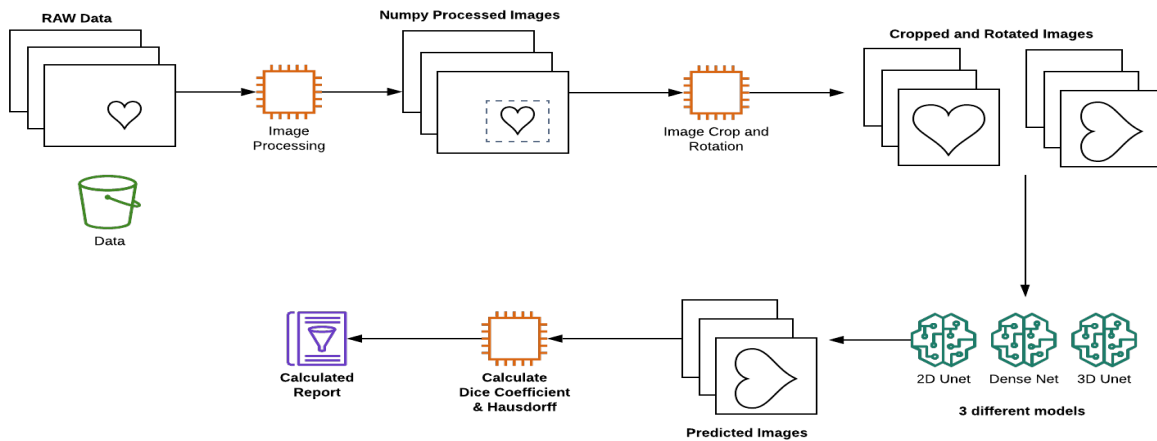 RAW Data
Numpy Processed Images
Cropped and Rotated Images
Image
Processing
Image Crop and
Rotation
Data
2D Unet
Dense Net
3D Unet
3 different models
Predicted Images
Calculate
Dice Coefficient
& Hausdorff
Calculated
Report